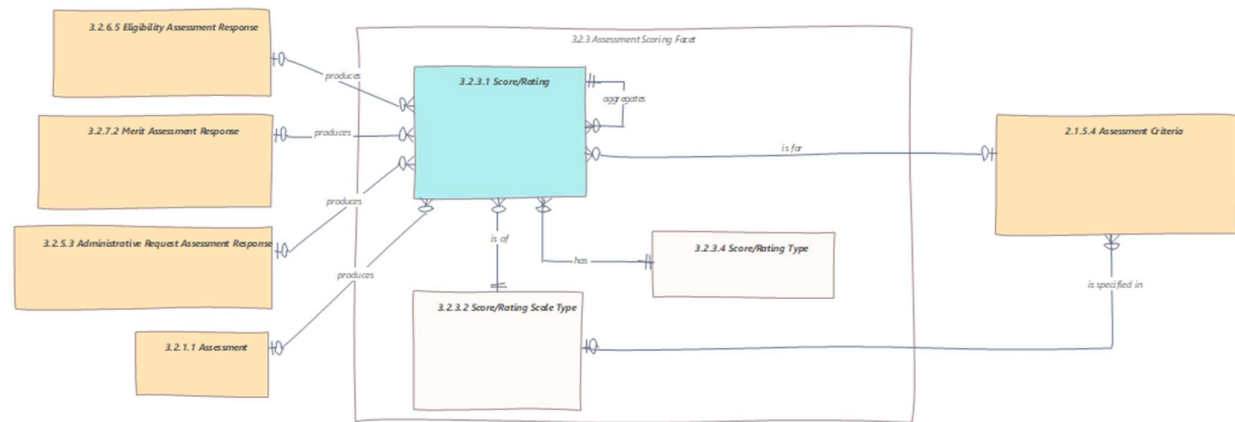 3.2.6.5 Eligibility Assessment Response
3.2.3 Assessment Scoring Facet
produces
3.2.3.1 Score/Rating
aggregates
3.2.7.2 Merit Assessment Response
produces
2.1.5.4 Assessment Criteria
is for
produces
3.2.5.3 Administrative Request Assessment Response
is of
3.2.3.4 Score/Rating Type
has
produces
is specified in
3.2.3.2 Score/Rating Scale Type
3.2.1.1 Assessment